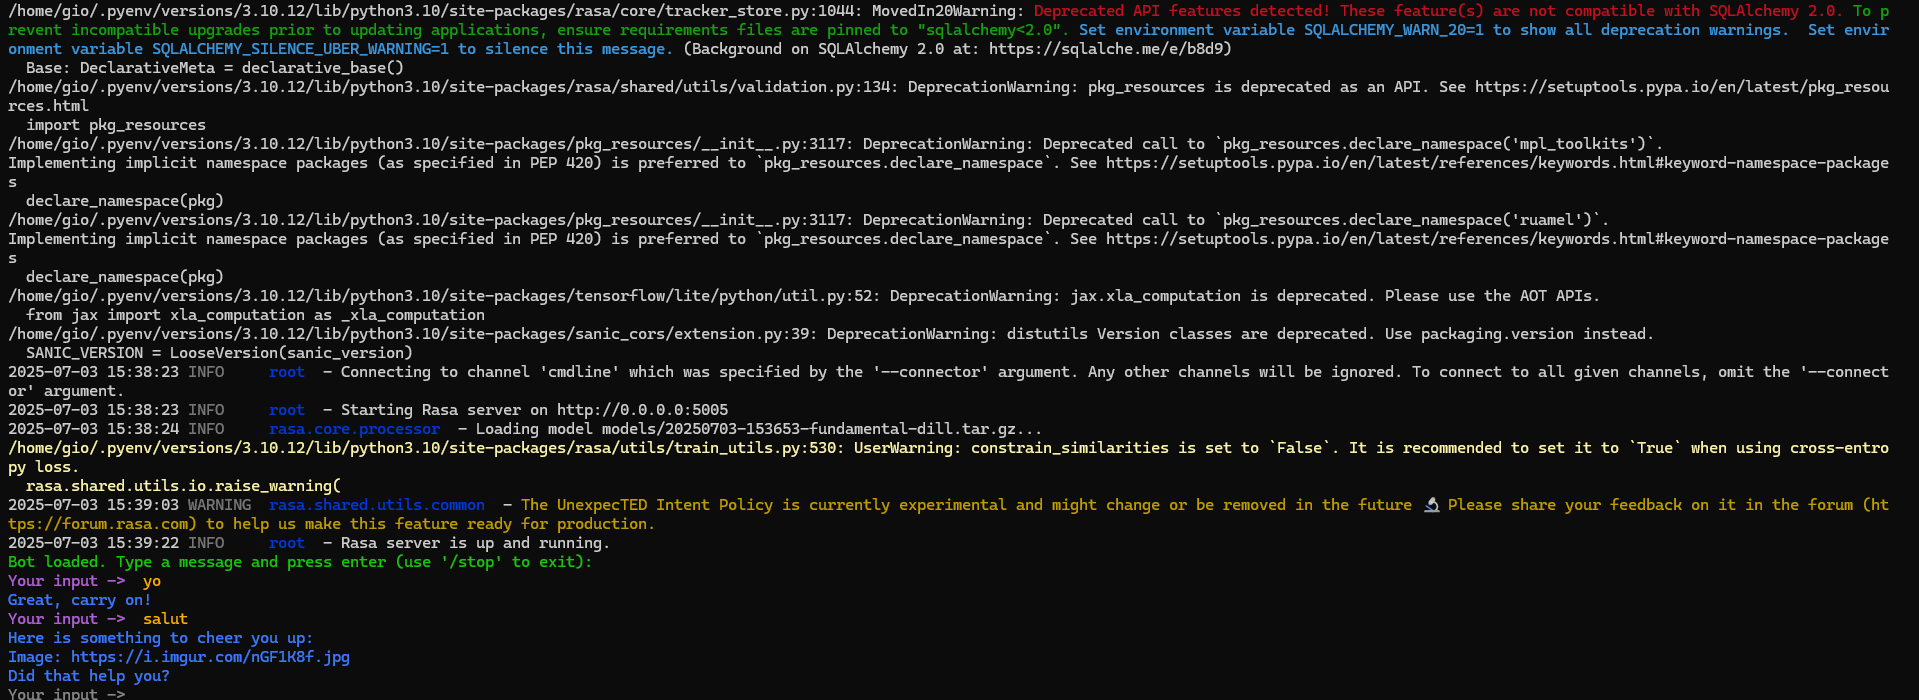 /home/gio/.pyenv/versions/3.10.12/lib/python3.10/site-packages/rasa/core/tracker_store.py:1044: MovedIn20Warning: Deprecated API features detected! These feature(s) are not compatible with SQLAlchemy 2.0. To p
revent incompatible upgrades prior to updating applications, ensure requirements files are pinned to "sqlalchemy<2.0". Set environment variable SQLALCHEMY_WARN_20=1 to show all deprecation warnings.  Set envir
onment variable SQLALCHEMY_SILENCE_UBER_WARNING=1 to silence this message. (Background on SQLAlchemy 2.0 at: https://sqlalche.me/e/b8d9)
  Base: DeclarativeMeta = declarative_base()
/home/gio/.pyenv/versions/3.10.12/lib/python3.10/site-packages/rasa/shared/utils/validation.py:134: DeprecationWarning: pkg_resources is deprecated as an API. See https://setuptools.pypa.io/en/latest/pkg_resou
rces.html
  import pkg_resources
/home/gio/.pyenv/versions/3.10.12/lib/python3.10/site-packages/pkg_resources/__init__.py:3117: DeprecationWarning: Deprecated call to `pkg_resources.declare_namespace('mpl_toolkits')`.
Implementing implicit namespace packages (as specified in PEP 420) is preferred to `pkg_resources.declare_namespace`. See https://setuptools.pypa.io/en/latest/references/keywords.html#keyword-namespace-package
s
  declare_namespace(pkg)
/home/gio/.pyenv/versions/3.10.12/lib/python3.10/site-packages/pkg_resources/__init__.py:3117: DeprecationWarning: Deprecated call to `pkg_resources.declare_namespace('ruamel')`.
Implementing implicit namespace packages (as specified in PEP 420) is preferred to `pkg_resources.declare_namespace`. See https://setuptools.pypa.io/en/latest/references/keywords.html#keyword-namespace-package
s
  declare_namespace(pkg)
/home/gio/.pyenv/versions/3.10.12/lib/python3.10/site-packages/tensorflow/lite/python/util.py:52: DeprecationWarning: jax.xla_computation is deprecated. Please use the AOT APIs.
  from jax import xla_computation as _xla_computation
/home/gio/.pyenv/versions/3.10.12/lib/python3.10/site-packages/sanic_cors/extension.py:39: DeprecationWarning: distutils Version classes are deprecated. Use packaging.version instead.
  SANIC_VERSION = LooseVersion(sanic_version)
2025-07-03 15:38:23 INFO     root  - Connecting to channel 'cmdline' which was specified by the '--connector' argument. Any other channels will be ignored. To connect to all given channels, omit the '--connect
or' argument.
2025-07-03 15:38:23 INFO     root  - Starting Rasa server on http://0.0.0.0:5005
2025-07-03 15:38:24 INFO     rasa.core.processor  - Loading model models/20250703-153653-fundamental-dill.tar.gz...
/home/gio/.pyenv/versions/3.10.12/lib/python3.10/site-packages/rasa/utils/train_utils.py:530: UserWarning: constrain_similarities is set to `False`. It is recommended to set it to `True` when using cross-entro
py loss.
  rasa.shared.utils.io.raise_warning(
2025-07-03 15:39:03 WARNING  rasa.shared.utils.common  - The UnexpecTED Intent Policy is currently experimental and might change or be removed in the future 🔬 Please share your feedback on it in the forum (ht
tps://forum.rasa.com) to help us make this feature ready for production.
2025-07-03 15:39:22 INFO     root  - Rasa server is up and running.
Bot loaded. Type a message and press enter (use '/stop' to exit):
Your input ->  yo
Great, carry on!
Your input ->  salut
Here is something to cheer you up:
Image: https://i.imgur.com/nGF1K8f.jpg
Did that help you?
Your input ->